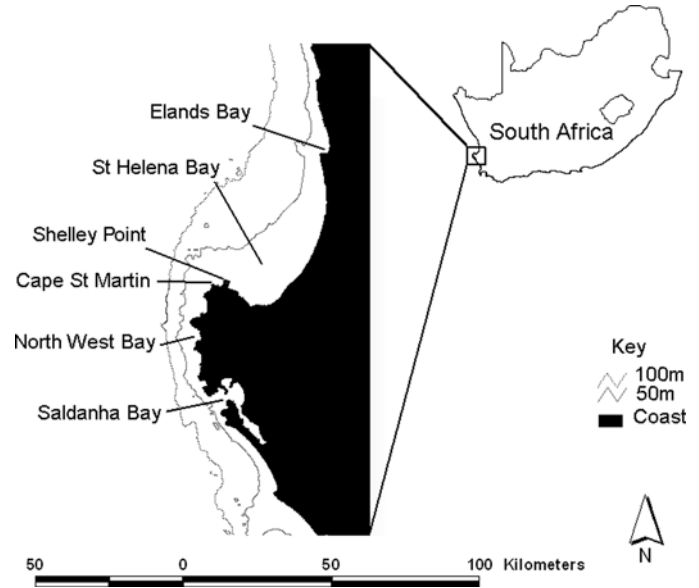 Elands Bay
South Africa
St Helena Bay
Shelley Point
Cape St Martin
North West Bay
Saldanha Bay
Key
100m
50m
Coast
N
50 0 50 100 Kilometers